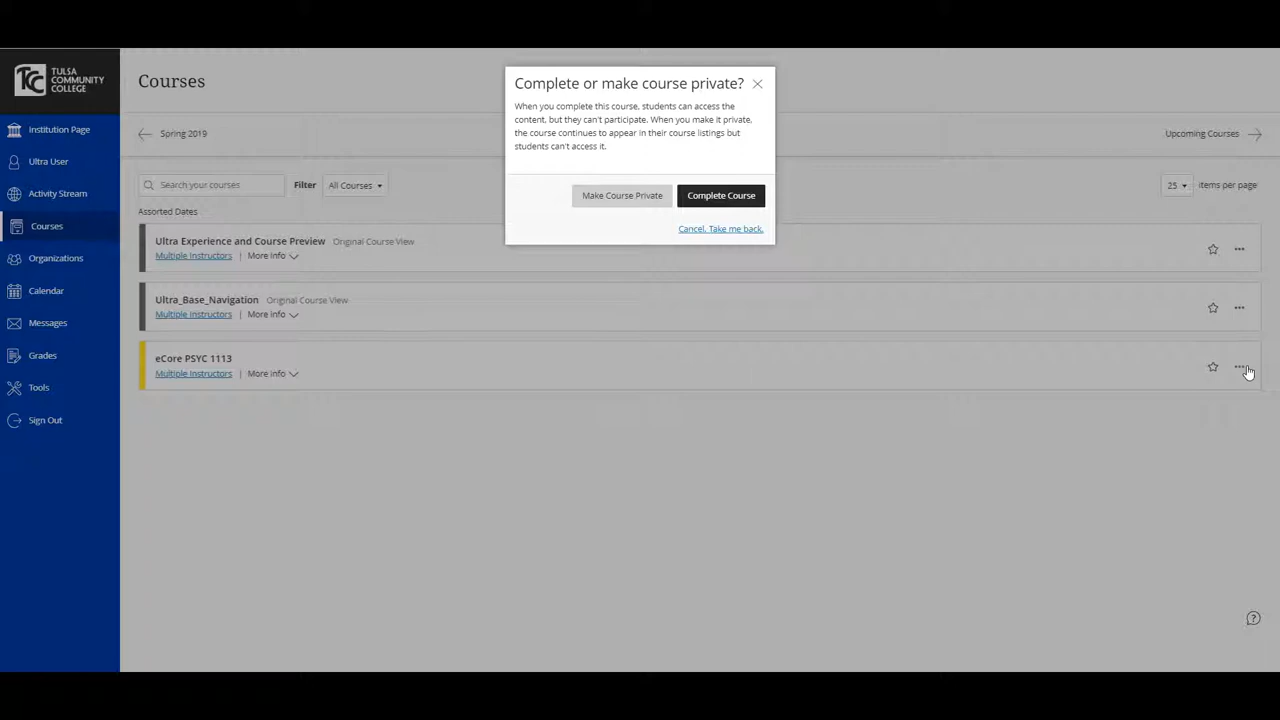 TULSA
COMMUNITY
COLLEGE
Institution Page
Ultra User
Activity Stream
Courses
Organizations
Calendar
Messages
Grades
Tools
Sign Out
Courses
Spring 2019
Upcoming Courses
Search your courses
Filter
All Courses
25
items per page
Assorted Dates
Ultra Experience and Course Preview Original Course View
Multiple Instructors | More info
Ultra_Base_Navigation Original Course View
Multiple Instructors | More info
eCore PSYC 1113
Multiple Instructors | More info
Complete or make course private?
When you complete this course, students can access the
content, but they can't participate. When you make it private,
the course continues to appear in their course listings but
students can't access it.
Make Course Private
Complete Course
Cancel. Take me back.